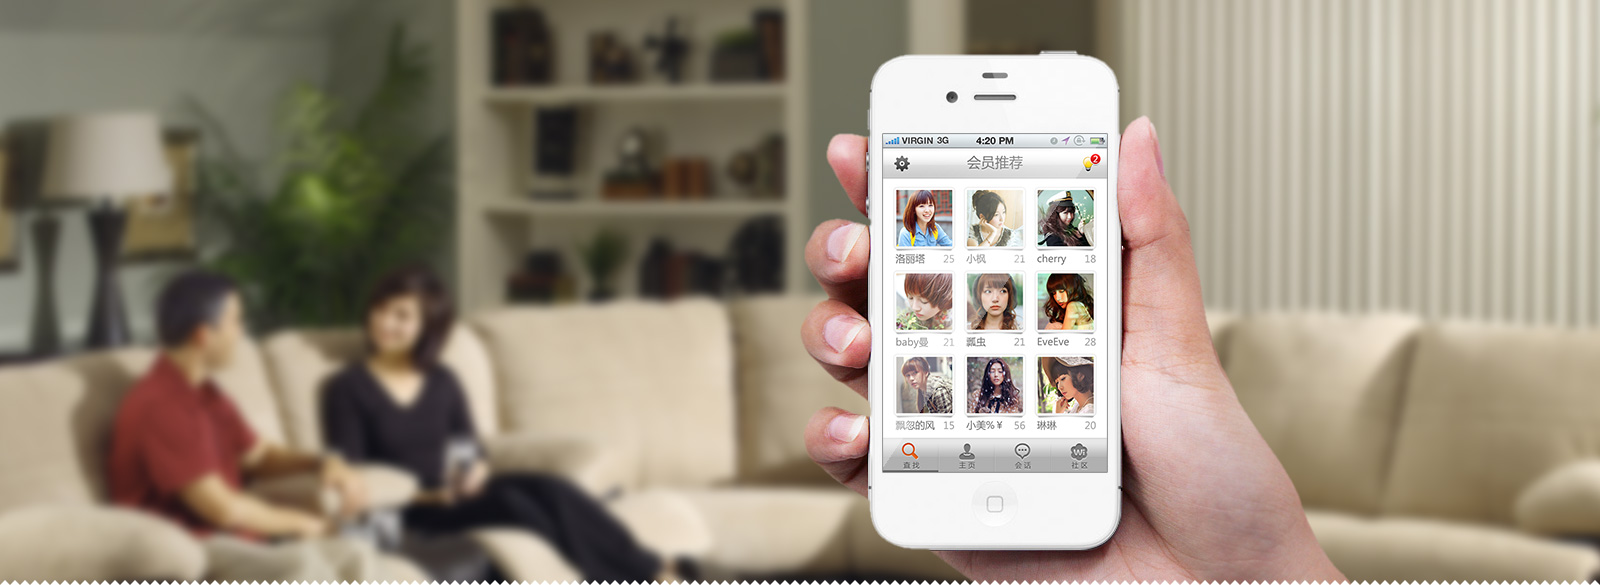 VIRGIN 3G 4:20 PM
会员推荐 2
洛丽塔 25 小枫 21 cherry 18
baby曼 21 瓢虫 21 EveEve 28
飘忽的风 15 小美%¥ 56 琳琳 20
查找 主页 会话 社区
Wi